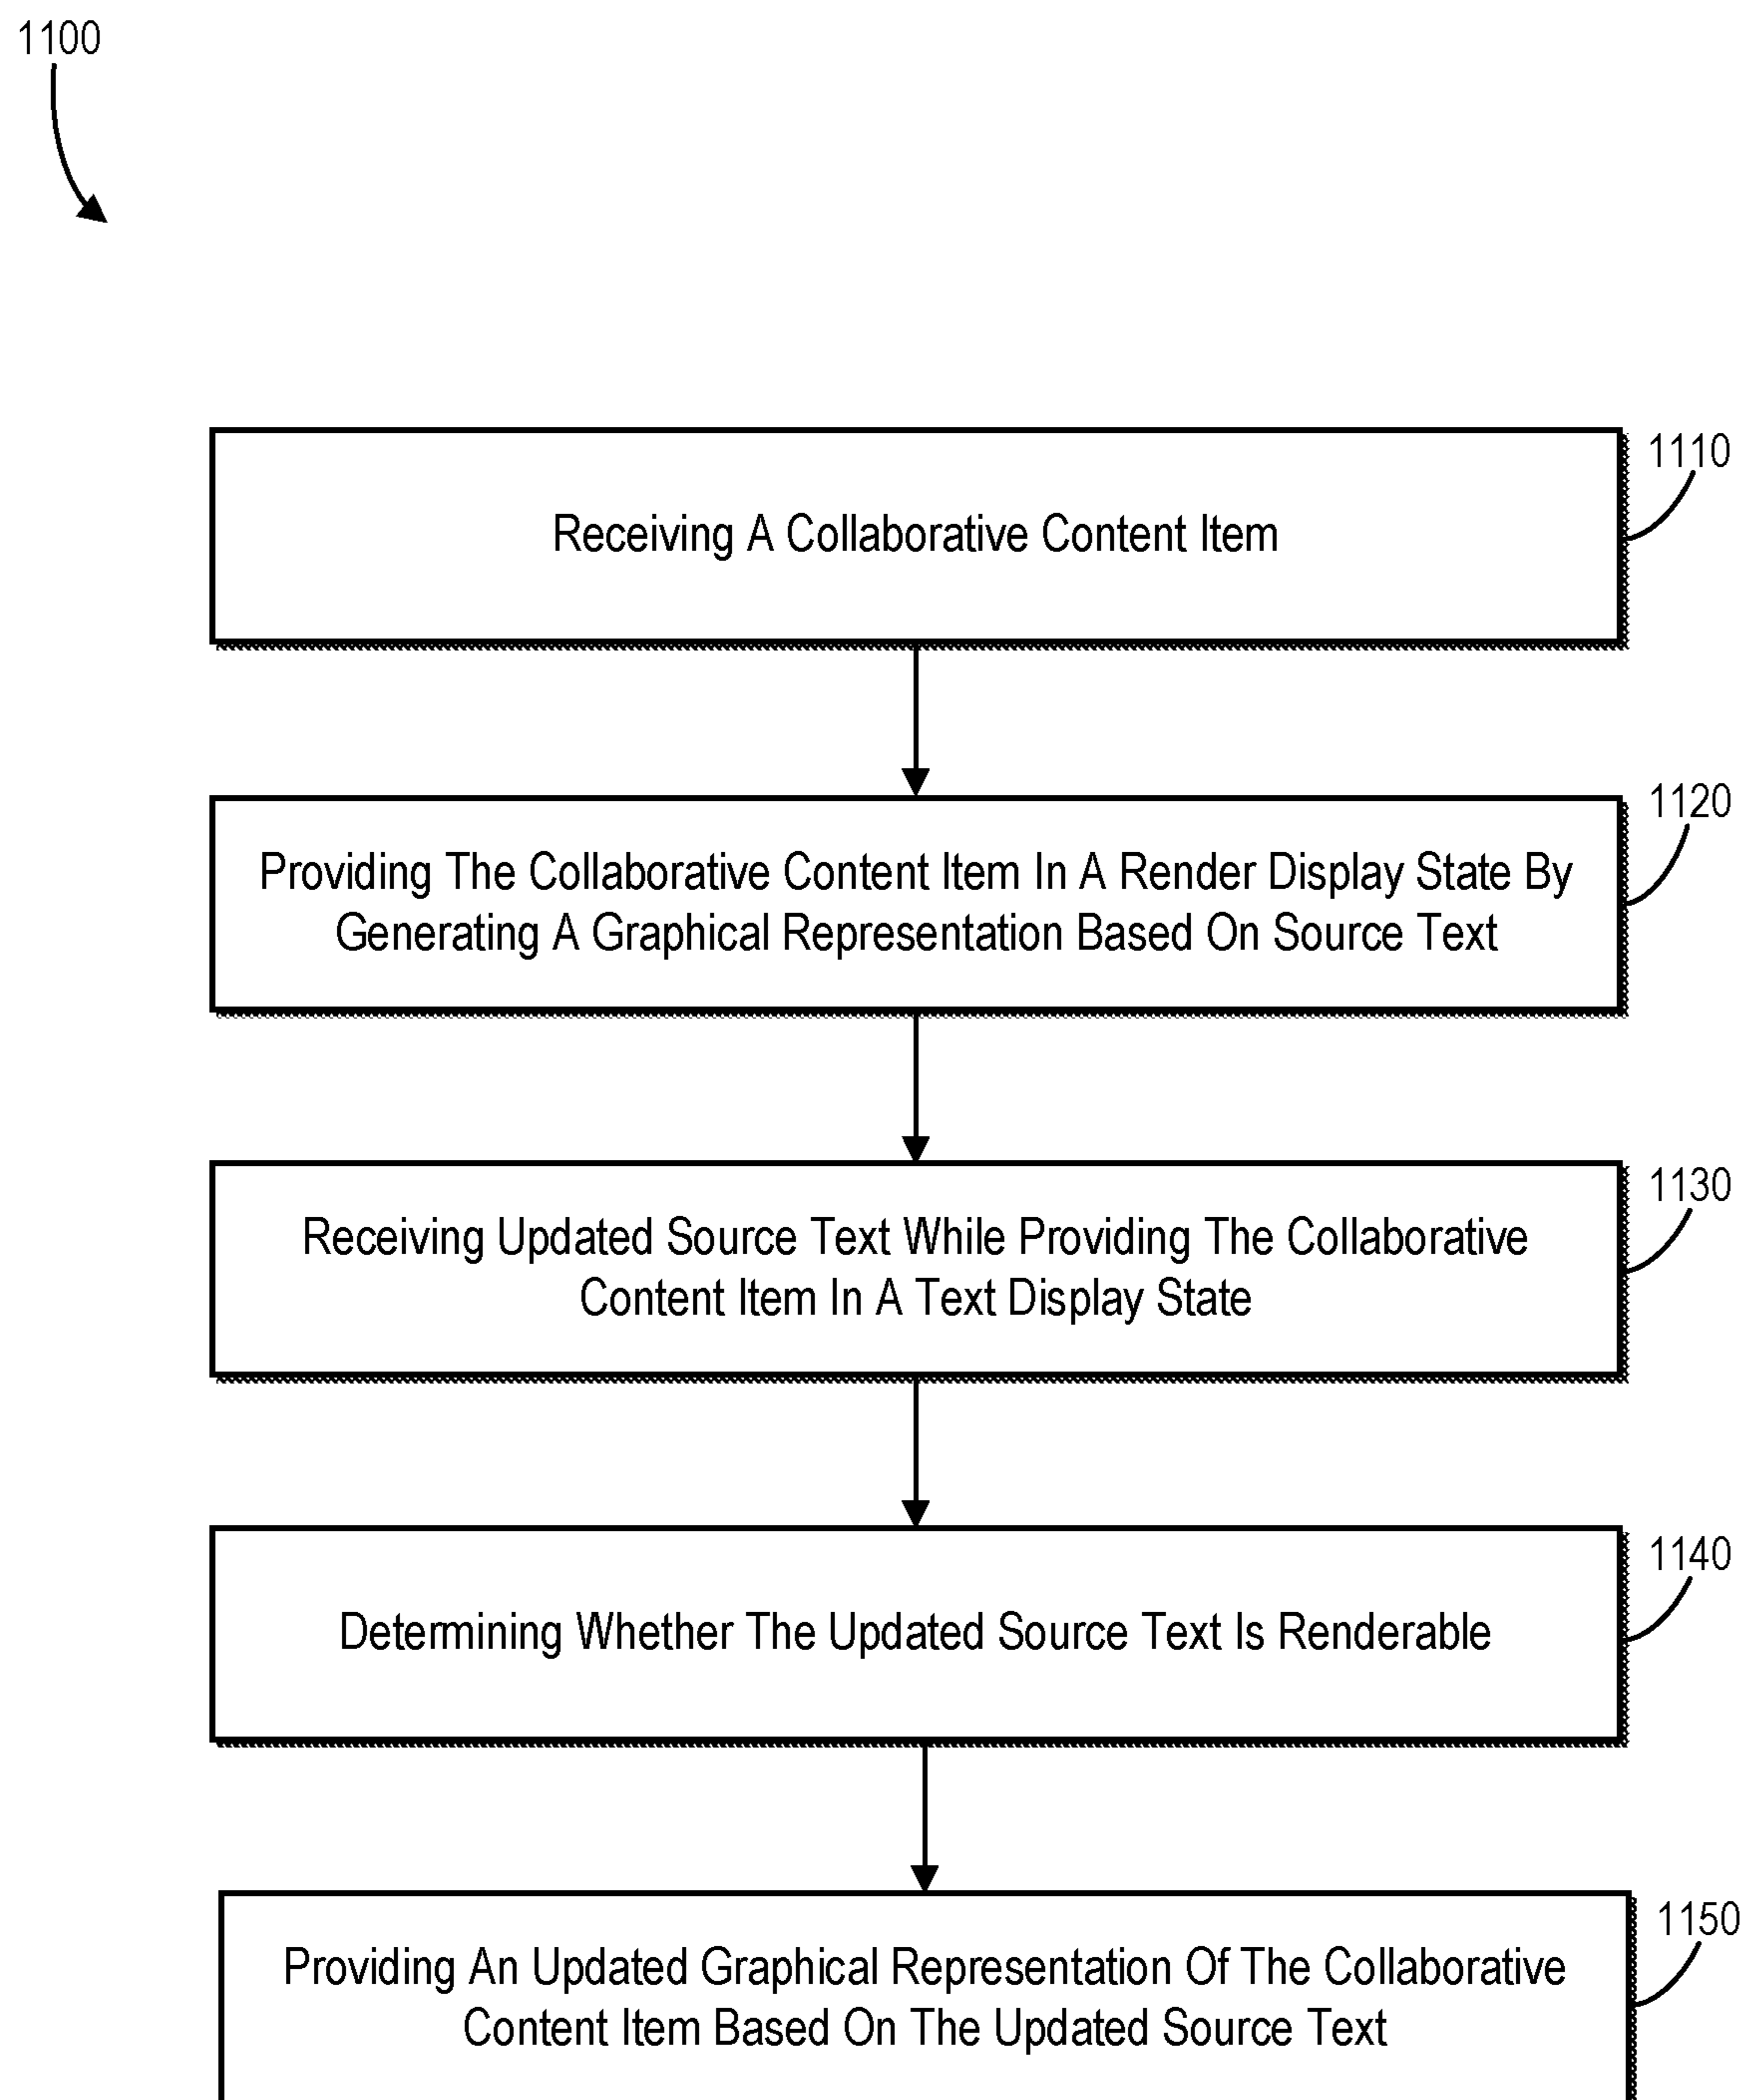 1100
1110
Receiving A Collaborative Content Item
1120
Providing The Collaborative Content Item In A Render Display State By
Generating A Graphical Representation Based On Source Text
1130
Receiving Updated Source Text While Providing The Collaborative
Content Item In A Text Display State
1140
Determining Whether The Updated Source Text Is Renderable
1150
Providing An Updated Graphical Representation Of The Collaborative
Content Item Based On The Updated Source Text